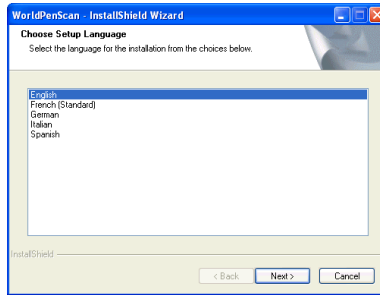 WorldPenScan - InstallShield Wizard
Choose Setup Language
Select the language for the installation from the choices below.
English
French (Standard)
German
Italian
Spanish
InstallShield
< Back
Next >
Cancel